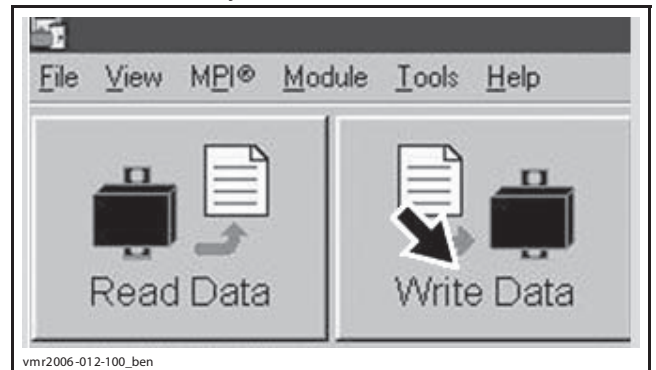 File View MPI® Module Tools Help
Read Data Write Data
vmr2006-012-100_ben